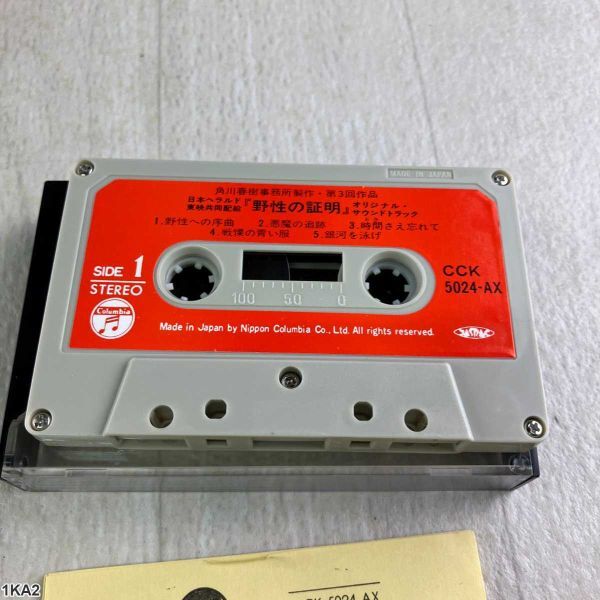 MADE IN JAPAN
角川春樹事務所製作・第3回作品
日本ヘラルド
東映共同配給
『野性の証明』
オリジナル・
サウンドトラック
1.野性への序曲 2.悪魔の追跡 3.時間さえ忘れて
4.戦慄の青い服 5.銀河を泳げ
SIDE 1
STEREO
Columbia
100 50 0
CCK
5024-AX
Made in Japan by Nippon Columbia Co., Ltd. All rights reserved.
CCK 5024-AX
1KA2